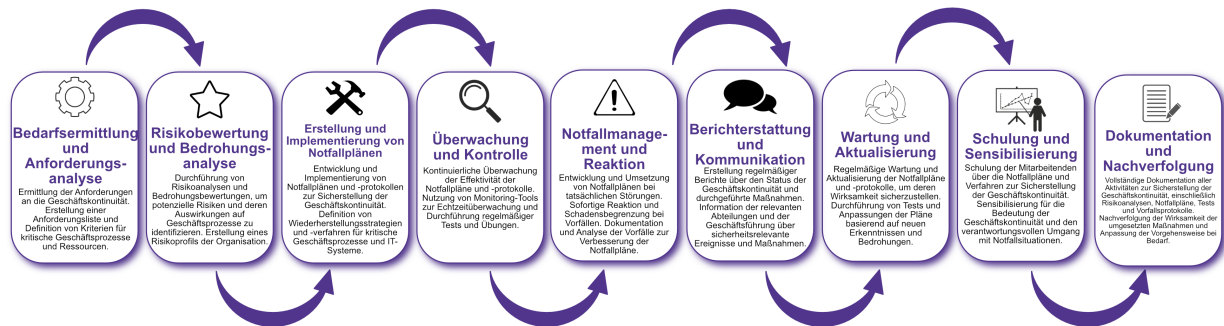 Bedarfsermittlung
und
Anforderungs-
analyse
Ermittlung der Anforderungen
an die Geschäftskontinuität.
Erstellung einer
Anforderungsliste und
Definition von Kriterien für
kritische Geschäftsprozesse
und Ressourcen.
Risikobewertung
und Bedrohungs-
analyse
Durchführung von
Risikoanalysen und
Bedrohungsbewertungen, um
potenzielle Risiken und deren
Auswirkungen auf
Geschäftsprozesse zu
identifizieren. Erstellung eines
Risikoprofils der Organisation.
Erstellung und
Implementierung von
Notfallplänen
Entwicklung und
Implementierung von
Notfallplänen und -protokollen
zur Sicherstellung der
Geschäftskontinuität.
Definition von
Wiederherstellungsstrategien
und -verfahren für kritische
Geschäftsprozesse und IT-
Systeme.
Überwachung
und Kontrolle
Kontinuierliche Überwachung
der Effektivität der
Notfallpläne und -protokolle.
Nutzung von Monitoring-Tools
zur Echtzeitüberwachung und
Durchführung regelmäßiger
Tests und Übungen.
Notfallmanage-
ment und
Reaktion
Entwicklung und Umsetzung
von Notfallplänen bei
tatsächlichen Störungen.
Sofortige Reaktion und
Schadensbegrenzung bei
Vorfällen. Dokumentation
und Analyse der Vorfälle zur
Verbesserung der
Notfallpläne.
Berichterstattung
und
Kommunikation
Erstellung regelmäßiger
Berichte über den Status der
Geschäftskontinuität und
durchgeführte Maßnahmen.
Information der relevanten
Abteilungen und der
Geschäftsführung über
sicherheitsrelevante
Ereignisse und Maßnahmen.
Wartung und
Aktualisierung
Regelmäßige Wartung und
Aktualisierung der Notfallpläne
und -protokolle, um deren
Wirksamkeit sicherzustellen.
Durchführung von Tests und
Anpassungen der Pläne
basierend auf neuen
Erkenntnissen und
Bedrohungen.
Schulung und
Sensibilisierung
Schulung der Mitarbeitenden
über die Notfallpläne und
Verfahren zur Sicherstellung
der Geschäftskontinuität.
Sensibilisierung für die
Bedeutung der
Geschäftskontinuität und den
verantwortungsvollen Umgang
mit Notfallsituationen.
Dokumentation
und
Nachverfolgung
Vollständige Dokumentation aller
Aktivitäten zur Sicherstellung der
Geschäftskontinuität, einschließlich
Risikoanalysen, Notfallpläne, Tests
und Vorfallsprotokolle.
Nachverfolgung der Wirksamkeit der
umgesetzten Maßnahmen und
Anpassung der Vorgehensweise bei
Bedarf.